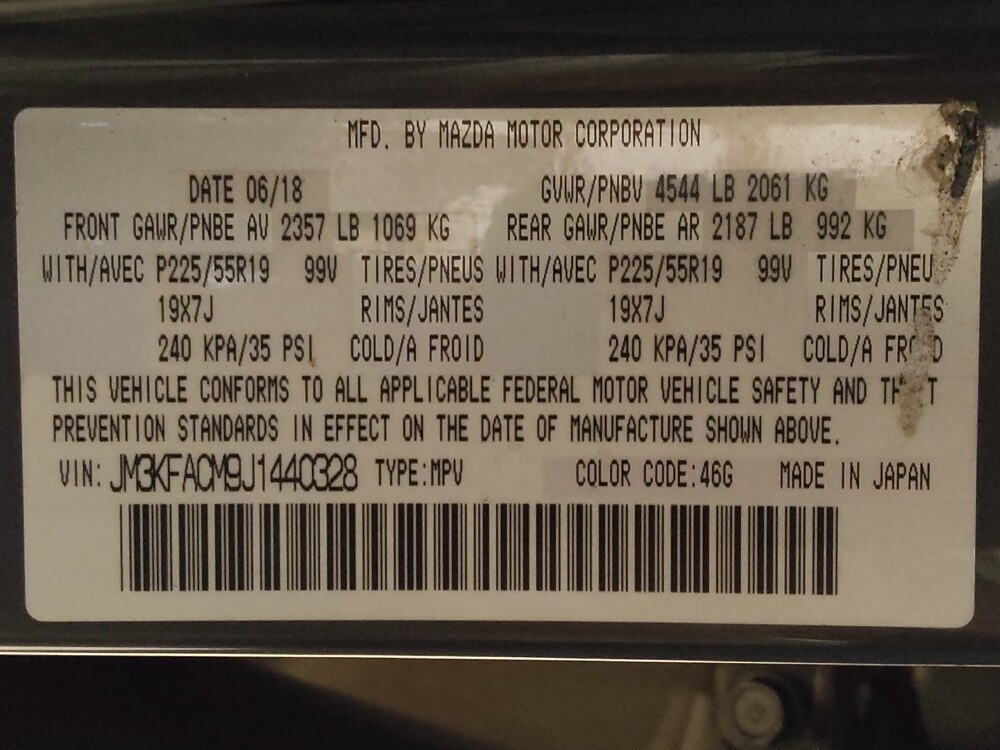 MFD. BY MAZDA MOTOR CORPORATION
DATE 06/18 GVWR/PNBV 4544 LB 2061 KG
FRONT GAWR/PNBE AV 2357 LB 1069 KG REAR GAWR/PNBE AR 2187 LB 992 KG
WITH/AVEC P225/55R19 99V TIRES/PNEUS WITH/AVEC P225/55R19 99V TIRES/PNEU
19X7J RIMS/JANTES 19X7J RIMS/JANTES
240 KPA/35 PSI COLD/A FROID 240 KPA/35 PSI COLD/A
THIS VEHICLE CONFORMS TO ALL APPLICABLE FEDERAL MOTOR VEHICLE SAFETY AND
PREVENTION STANDARDS IN EFFECT ON THE DATE OF MANUFACTURE SHOWN ABOVE.
VIN: JM3KFACM9J1440328 TYPE:MPV COLOR CODE:46G MADE IN JAPAN